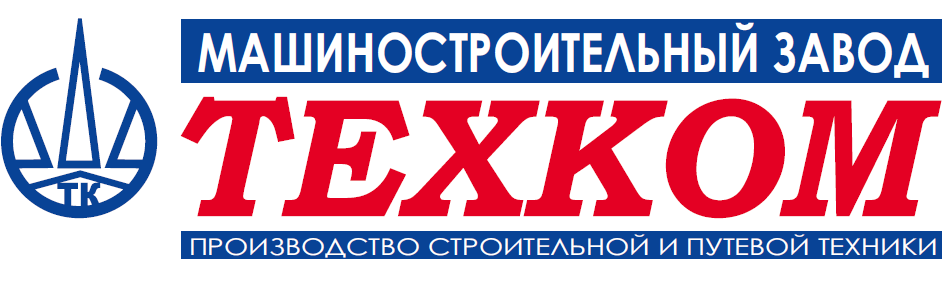 МАШИНОСТРОИТЕЛЬНЫЙ ЗАВОД
ТЕХКОМ
ТК
ПРОИЗВОДСТВО СТРОИТЕЛЬНОЙ И ПУТЕВОЙ ТЕХНИКИ